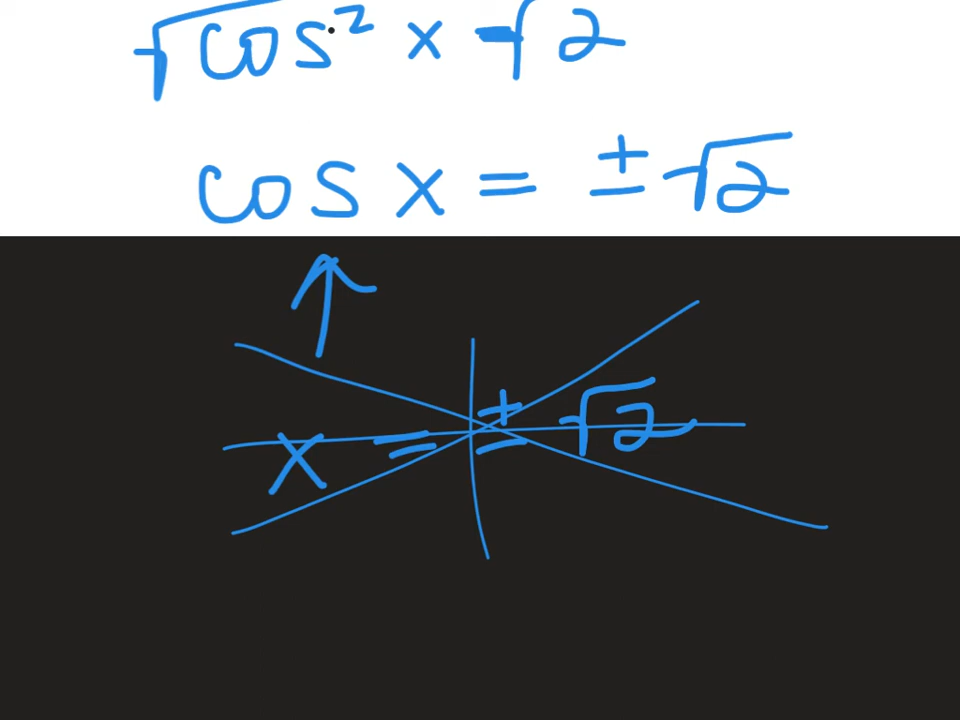 √cos² x = √2
cos x = ± √2
x = ± √2